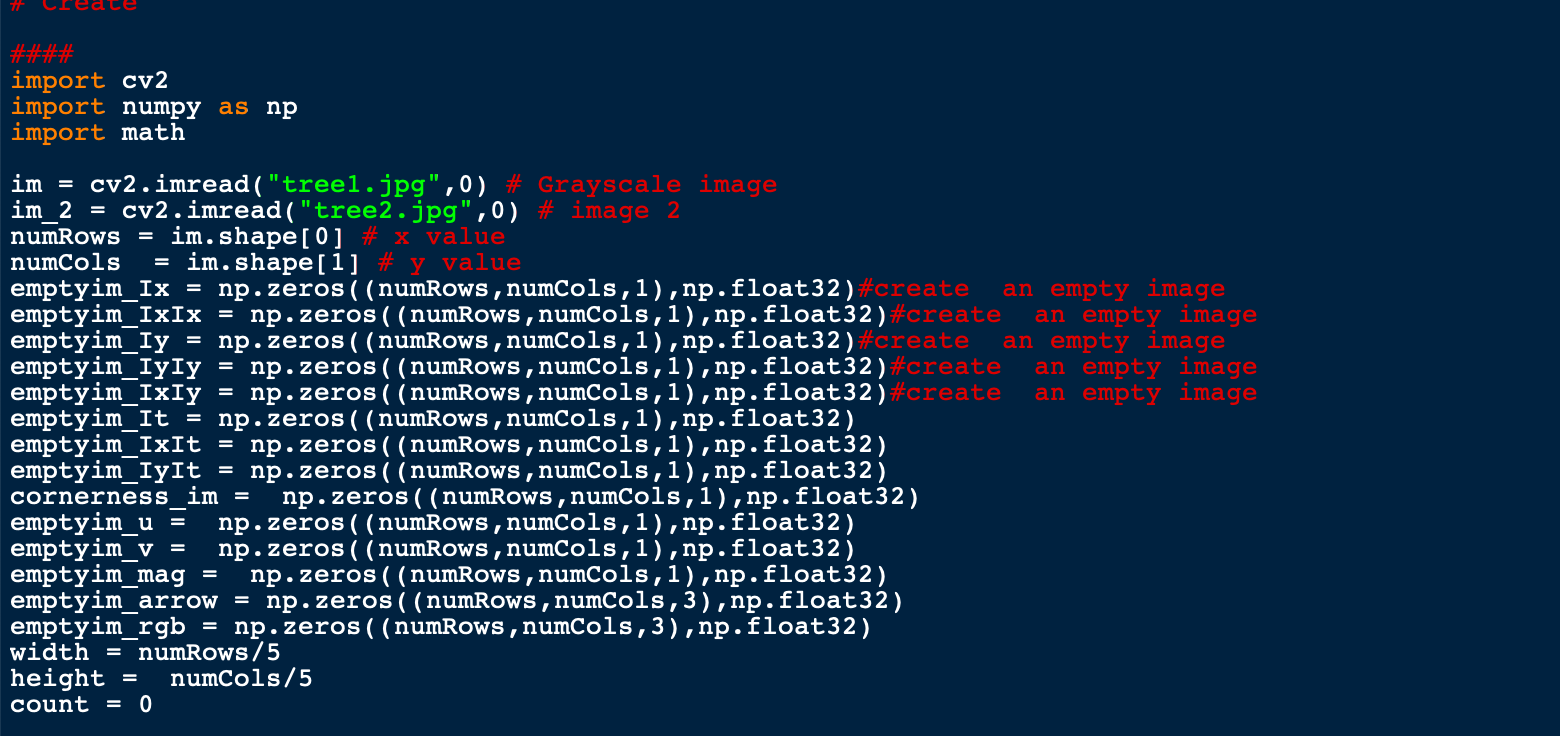 # Create
####
import cv2
import numpy as np
import math
im = cv2.imread("tree1.jpg",0) # Grayscale image
im_2 = cv2.imread("tree2.jpg",0) # image 2
numRows = im.shape[0] # x value
numCols  = im.shape[1] # y value
emptyim_Ix = np.zeros((numRows,numCols,1),np.float32)#create  an empty image
emptyim_IxIx = np.zeros((numRows,numCols,1),np.float32)#create  an empty image
emptyim_Iy = np.zeros((numRows,numCols,1),np.float32)#create  an empty image
emptyim_IyIy = np.zeros((numRows,numCols,1),np.float32)#create  an empty image
emptyim_IxIy = np.zeros((numRows,numCols,1),np.float32)#create  an empty image
emptyim_It = np.zeros((numRows,numCols,1),np.float32)
emptyim_IxIt = np.zeros((numRows,numCols,1),np.float32)
emptyim_IyIt = np.zeros((numRows,numCols,1),np.float32)
cornerness_im =  np.zeros((numRows,numCols,1),np.float32)
emptyim_u =  np.zeros((numRows,numCols,1),np.float32)
emptyim_v =  np.zeros((numRows,numCols,1),np.float32)
emptyim_mag =  np.zeros((numRows,numCols,1),np.float32)
emptyim_arrow = np.zeros((numRows,numCols,3),np.float32)
emptyim_rgb = np.zeros((numRows,numCols,3),np.float32)
width = numRows/5
height =  numCols/5
count = 0